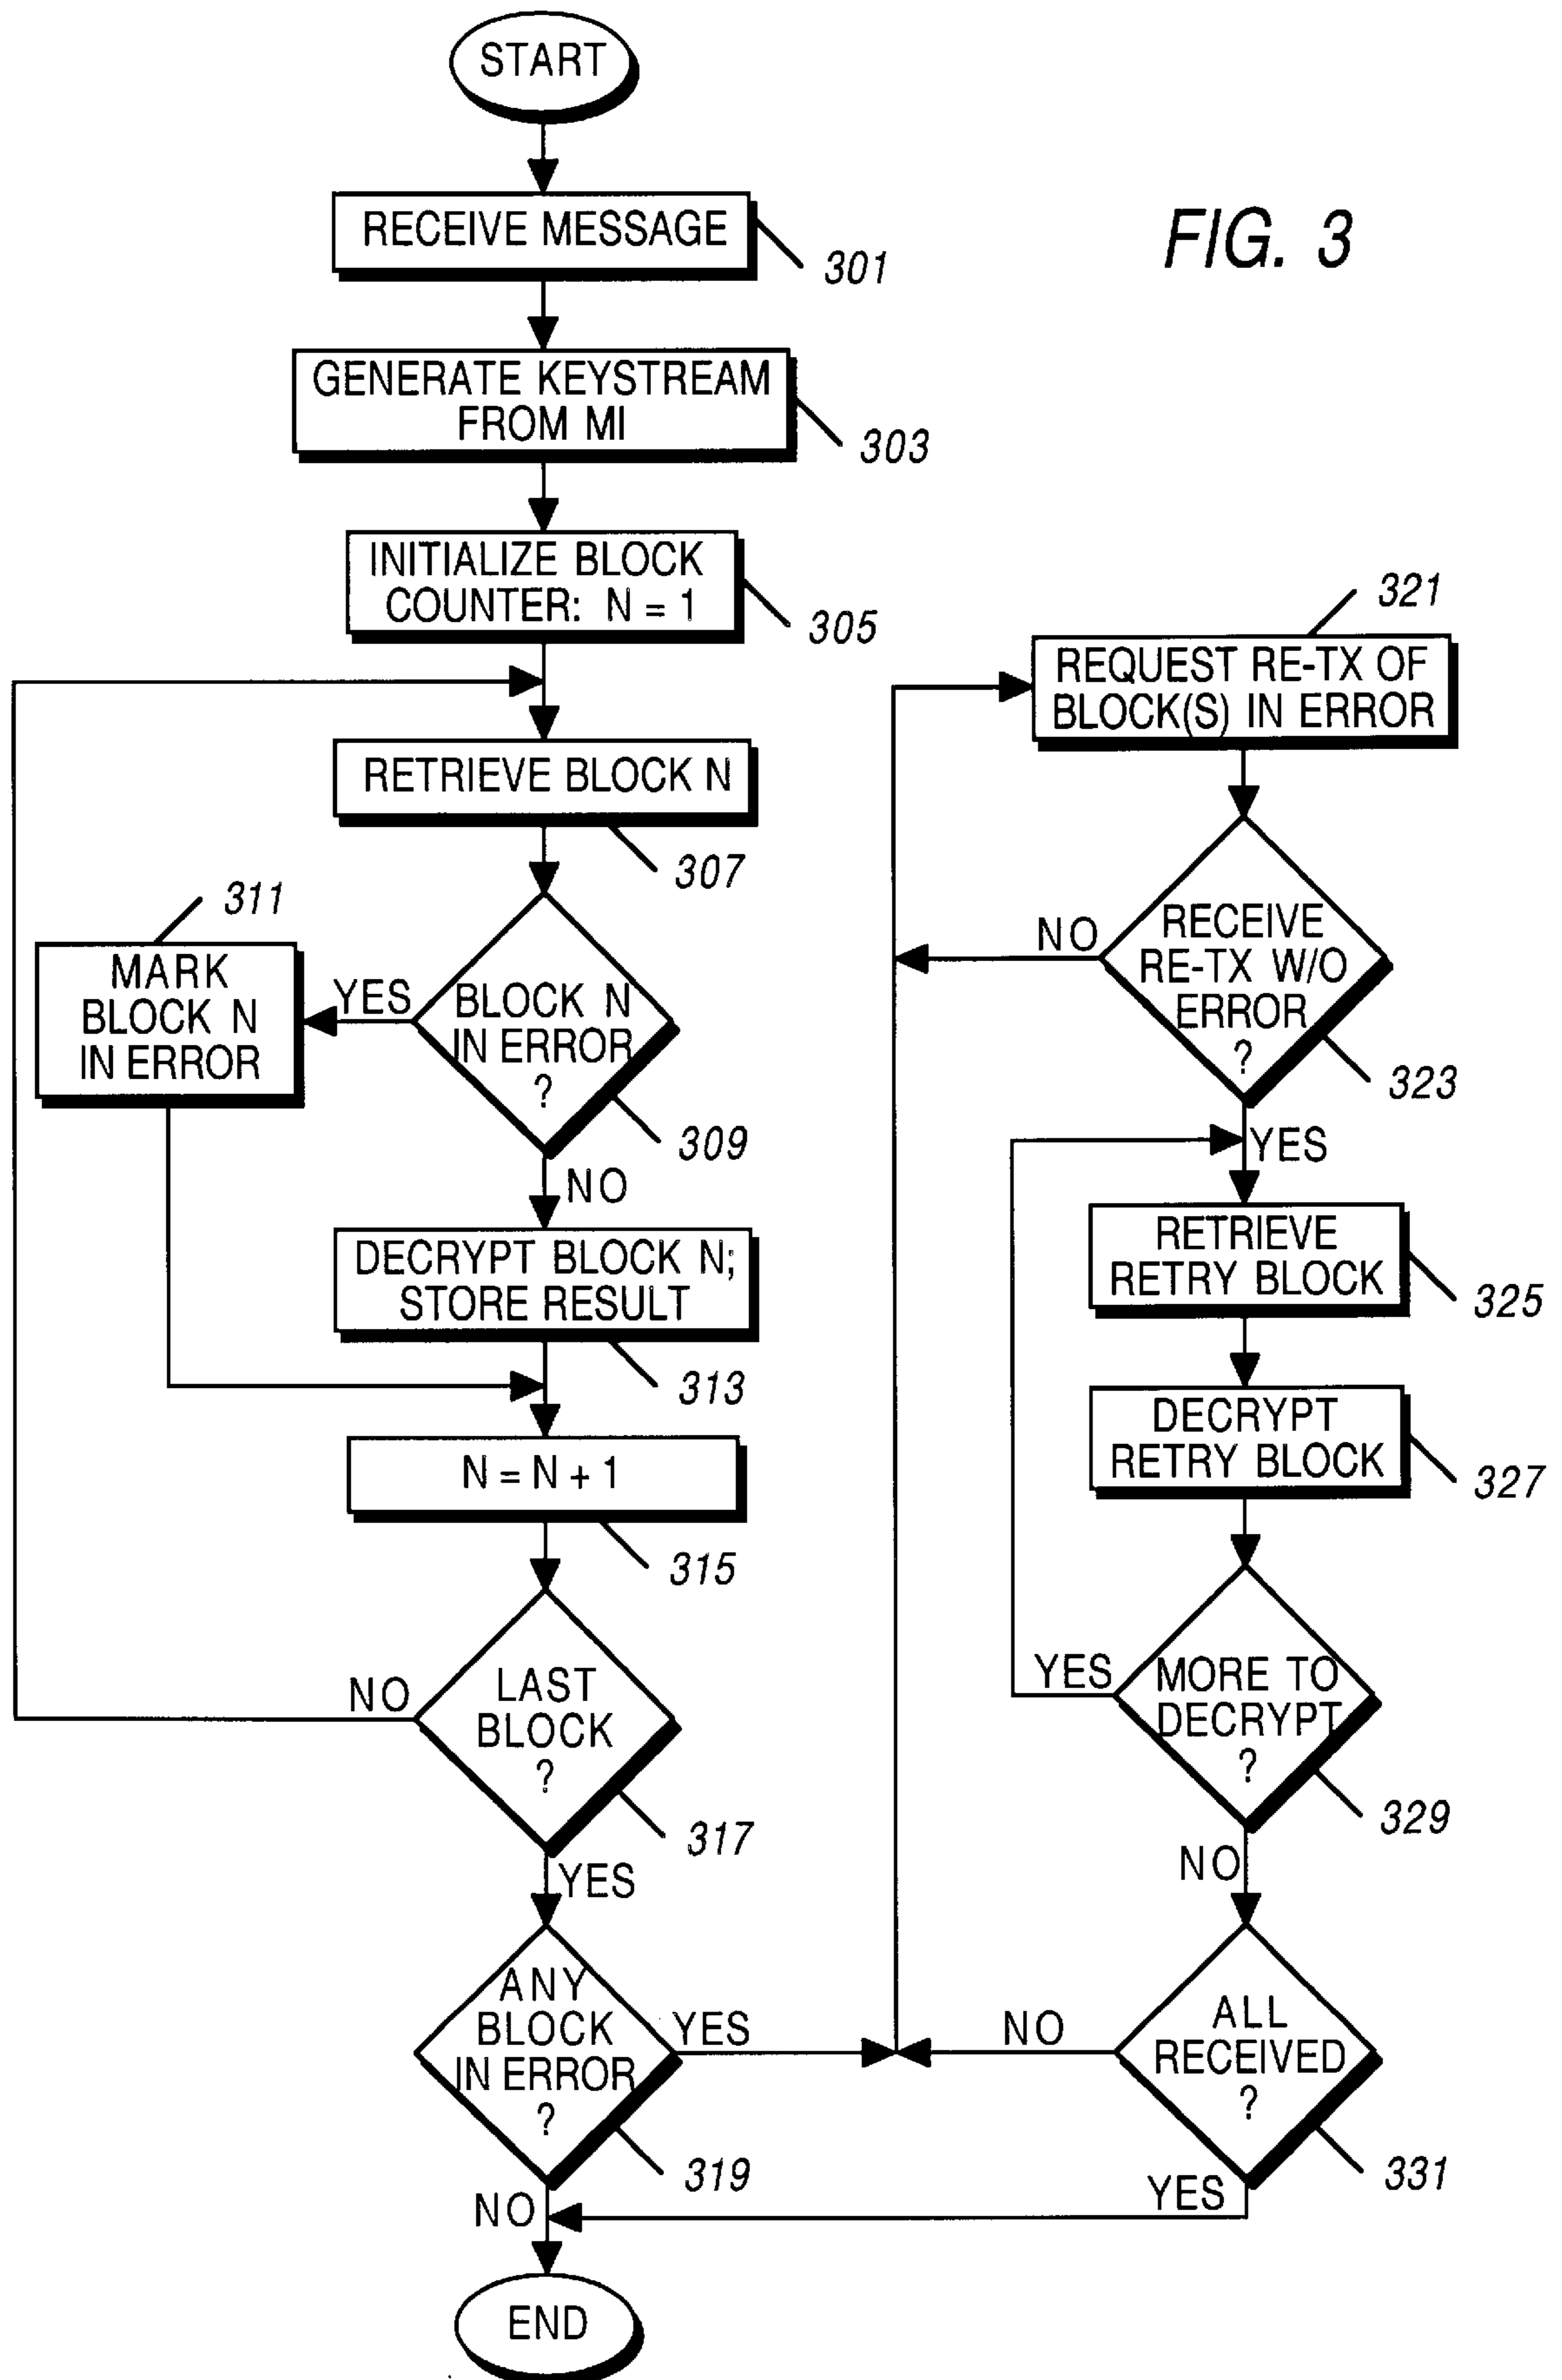 START
FIG. 3
RECEIVE MESSAGE
301
GENERATE KEYSTREAM
FROM MI
303
INITIALIZE BLOCK
COUNTER: N = 1
305
RETRIEVE BLOCK N
307
311
MARK
BLOCK N
IN ERROR
YES
BLOCK N
IN ERROR
?
309
NO
DECRYPT BLOCK N;
STORE RESULT
313
N = N + 1
315
NO
LAST
BLOCK
?
317
YES
ANY
BLOCK
IN ERROR
?
319
YES
NO
END
321
REQUEST RE-TX OF
BLOCK(S) IN ERROR
NO
RECEIVE
RE-TX W/O
ERROR
?
323
YES
RETRIEVE
RETRY BLOCK
325
DECRYPT
RETRY BLOCK
327
YES
MORE TO
DECRYPT
?
329
NO
NO
ALL
RECEIVED
?
331
YES